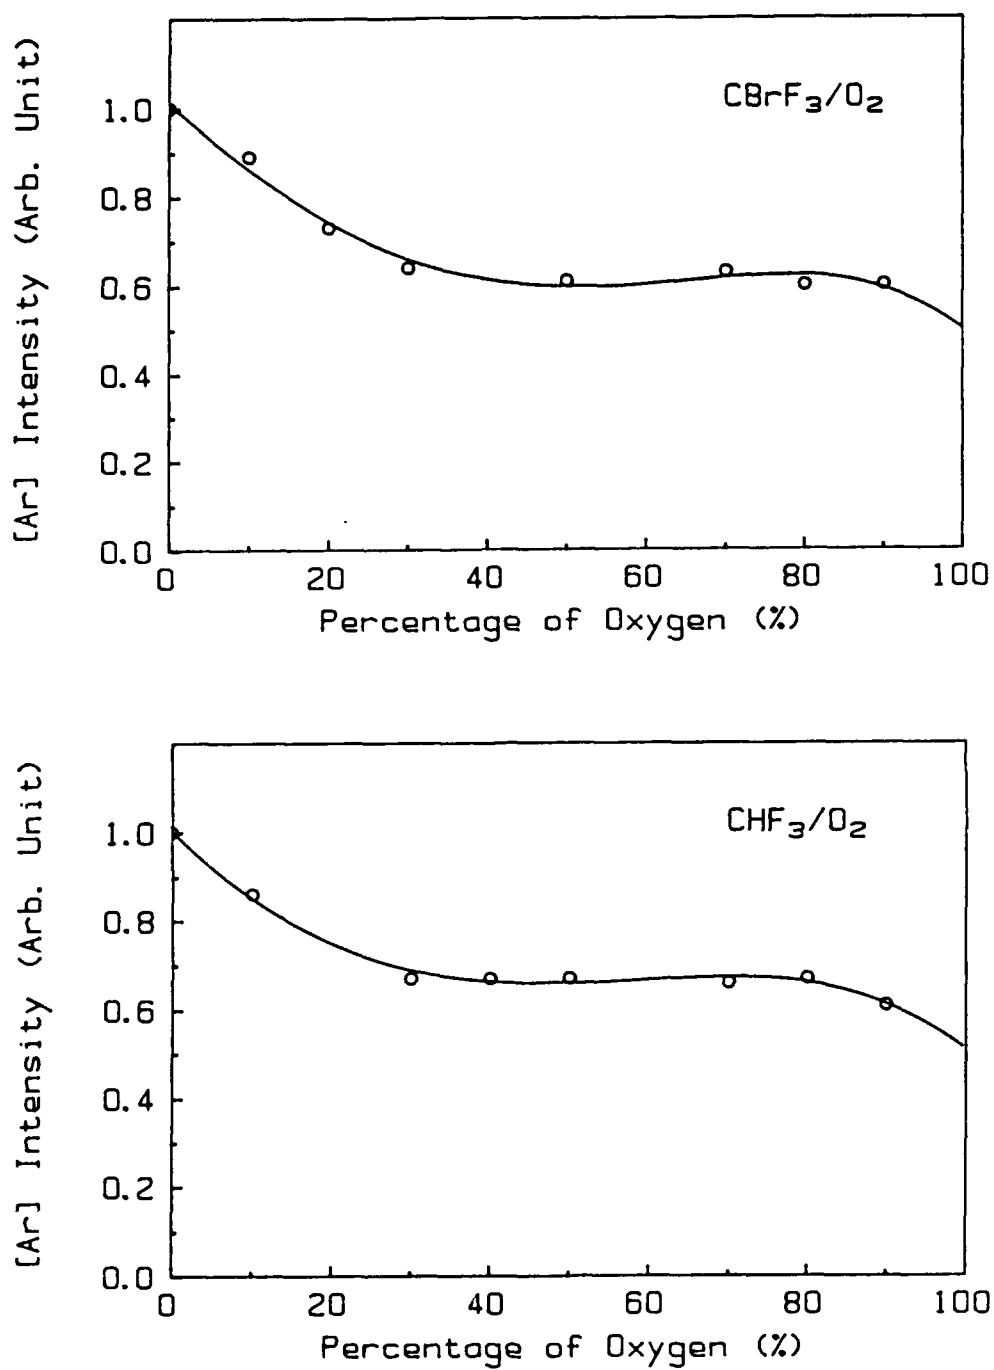 CBrF₃/O₂
[Ar] Intensity (Arb. Unit)
1.0
0.8
0.6
0.4
0.2
0.0
0 20 40 60 80 100
Percentage of Oxygen (%)
CHF₃/O₂
[Ar] Intensity (Arb. Unit)
1.0
0.8
0.6
0.4
0.2
0.0
0 20 40 60 80 100
Percentage of Oxygen (%)